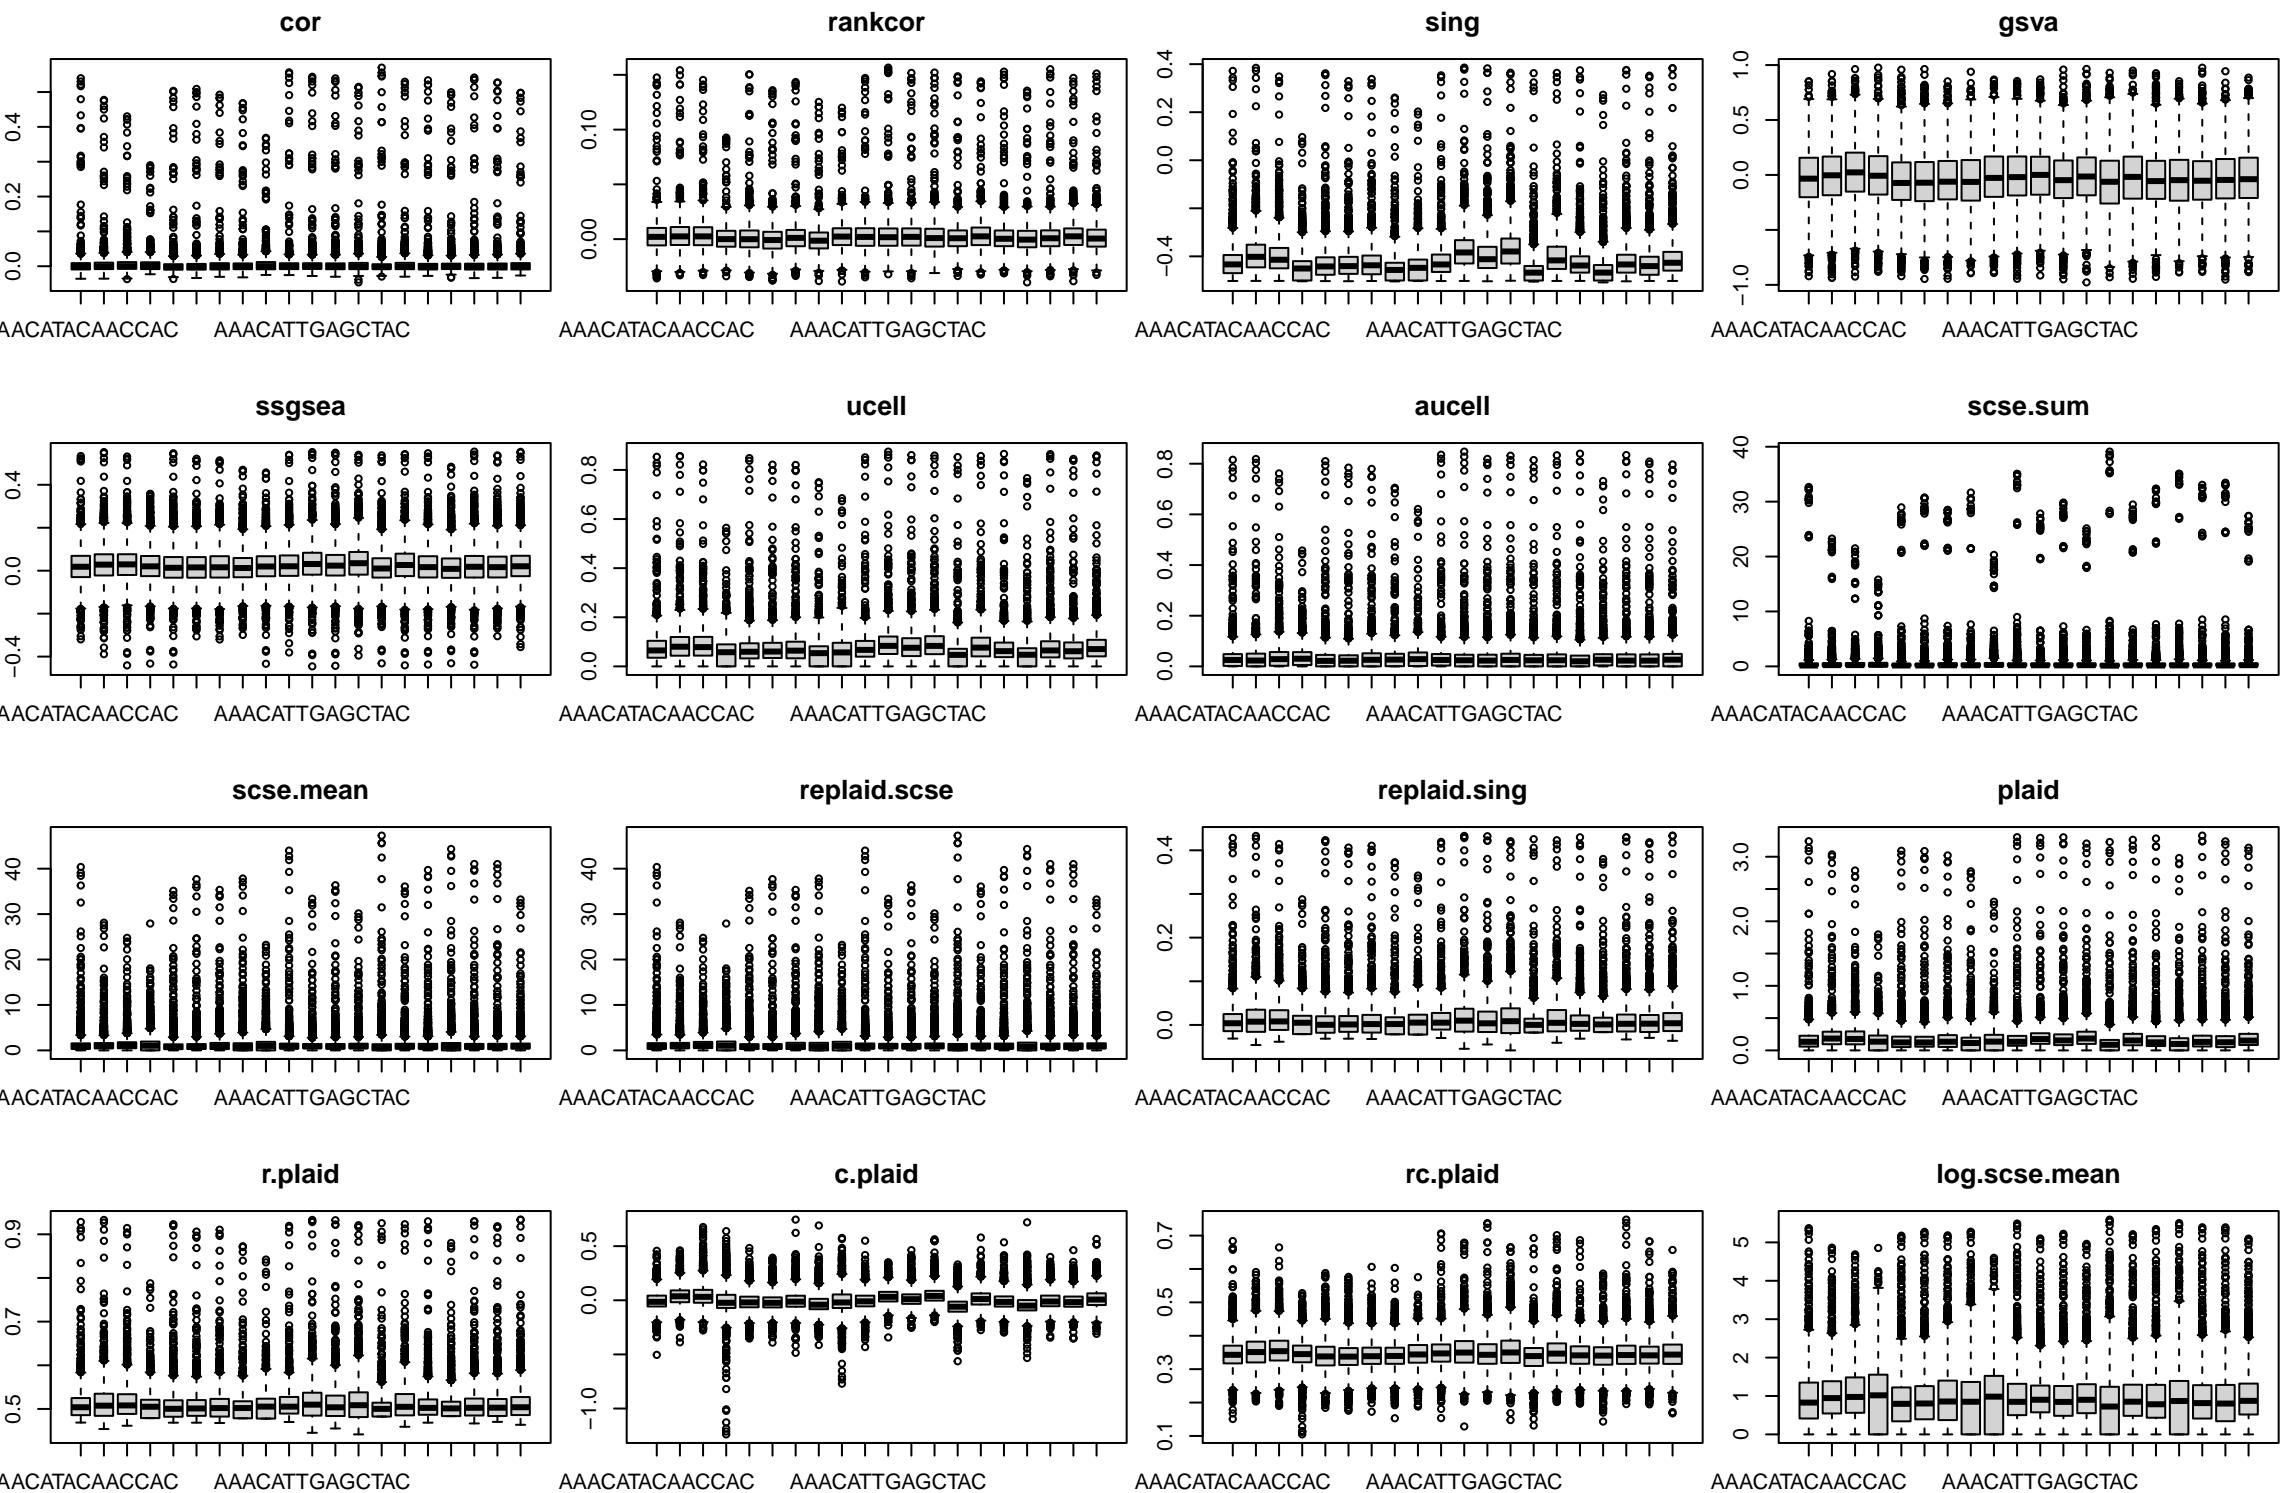 cor rankcor sing gsva
0.0 0.2 0.4
0.00 0.10
−0.4 0.0 0.2 0.4
−1.0 0.0 0.5 1.0
AACATACAACCAC AAACATTGAGCTAC AAACATACAACCAC AAACATTGAGCTAC AAACATACAACCAC AAACATTGAGCTAC AAACATACAACCAC AAACATTGAGCTAC
ssgsea ucell aucell scse.sum
−0.4 0.0 0.4
0.0 0.2 0.4 0.6 0.8
0.0 0.2 0.4 0.6 0.8
0 10 20 30 40
AACATACAACCAC AAACATTGAGCTAC AAACATACAACCAC AAACATTGAGCTAC AAACATACAACCAC AAACATTGAGCTAC AAACATACAACCAC AAACATTGAGCTAC
scse.mean replaid.scse replaid.sing plaid
0 10 20 30 40
0 10 20 30 40
0.0 0.2 0.4
0.0 1.0 2.0 3.0
AACATACAACCAC AAACATTGAGCTAC AAACATACAACCAC AAACATTGAGCTAC AAACATACAACCAC AAACATTGAGCTAC AAACATACAACCAC AAACATTGAGCTAC
r.plaid c.plaid rc.plaid log.scse.mean
0.5 0.7 0.9
−1.0 0.0 0.5
0.1 0.3 0.5 0.7
0 1 2 3 4 5
AACATACAACCAC AAACATTGAGCTAC AAACATACAACCAC AAACATTGAGCTAC AAACATACAACCAC AAACATTGAGCTAC AAACATACAACCAC AAACATTGAGCTAC